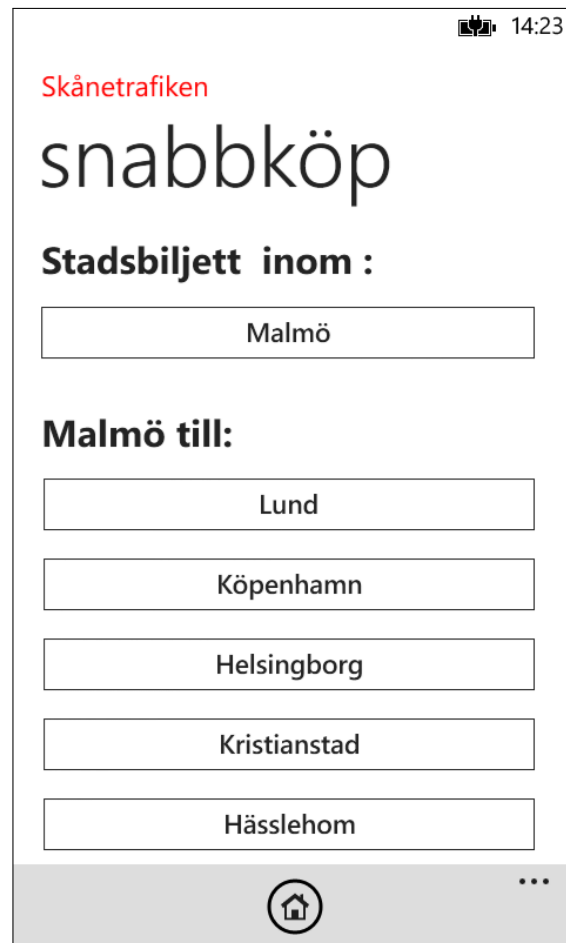 14:23
Skånetrafiken
snabbköp
Stadsbiljett inom :
Malmö
Malmö till:
Lund
Köpenhamn
Helsingborg
Kristianstad
Hässlehom